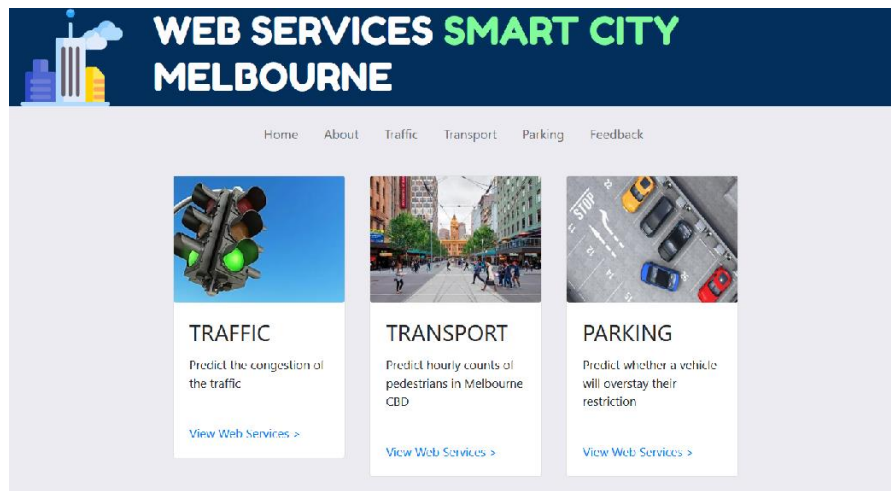 WEB SERVICES SMART CITY
MELBOURNE
Home About Traffic Transport Parking Feedback
STOP
TRAFFIC
Predict the congestion of
the traffic
View Web Services >
TRANSPORT
Predict hourly counts of
pedestrians in Melbourne
CBD
View Web Services >
PARKING
Predict whether a vehicle
will overstay their
restriction
View Web Services >